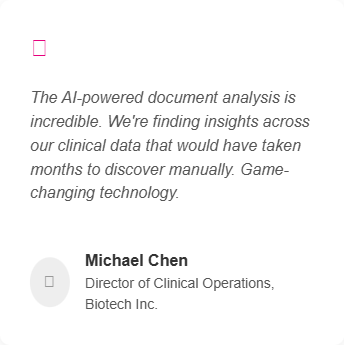 The AI-powered document analysis is
incredible. We're finding insights across
our clinical data that would have taken
months to discover manually. Game-
changing technology.
Michael Chen
Director of Clinical Operations,
Biotech Inc.